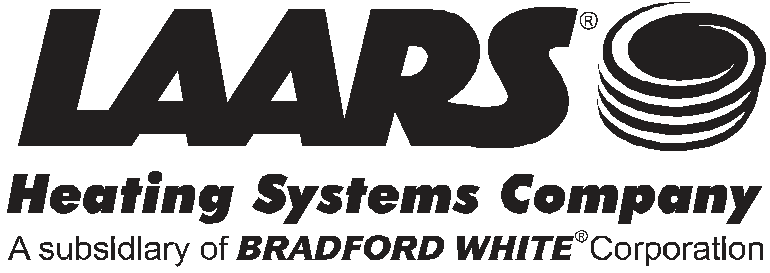 LAARS®
Heating Systems Company
A subsidiary of BRADFORD WHITE® Corporation